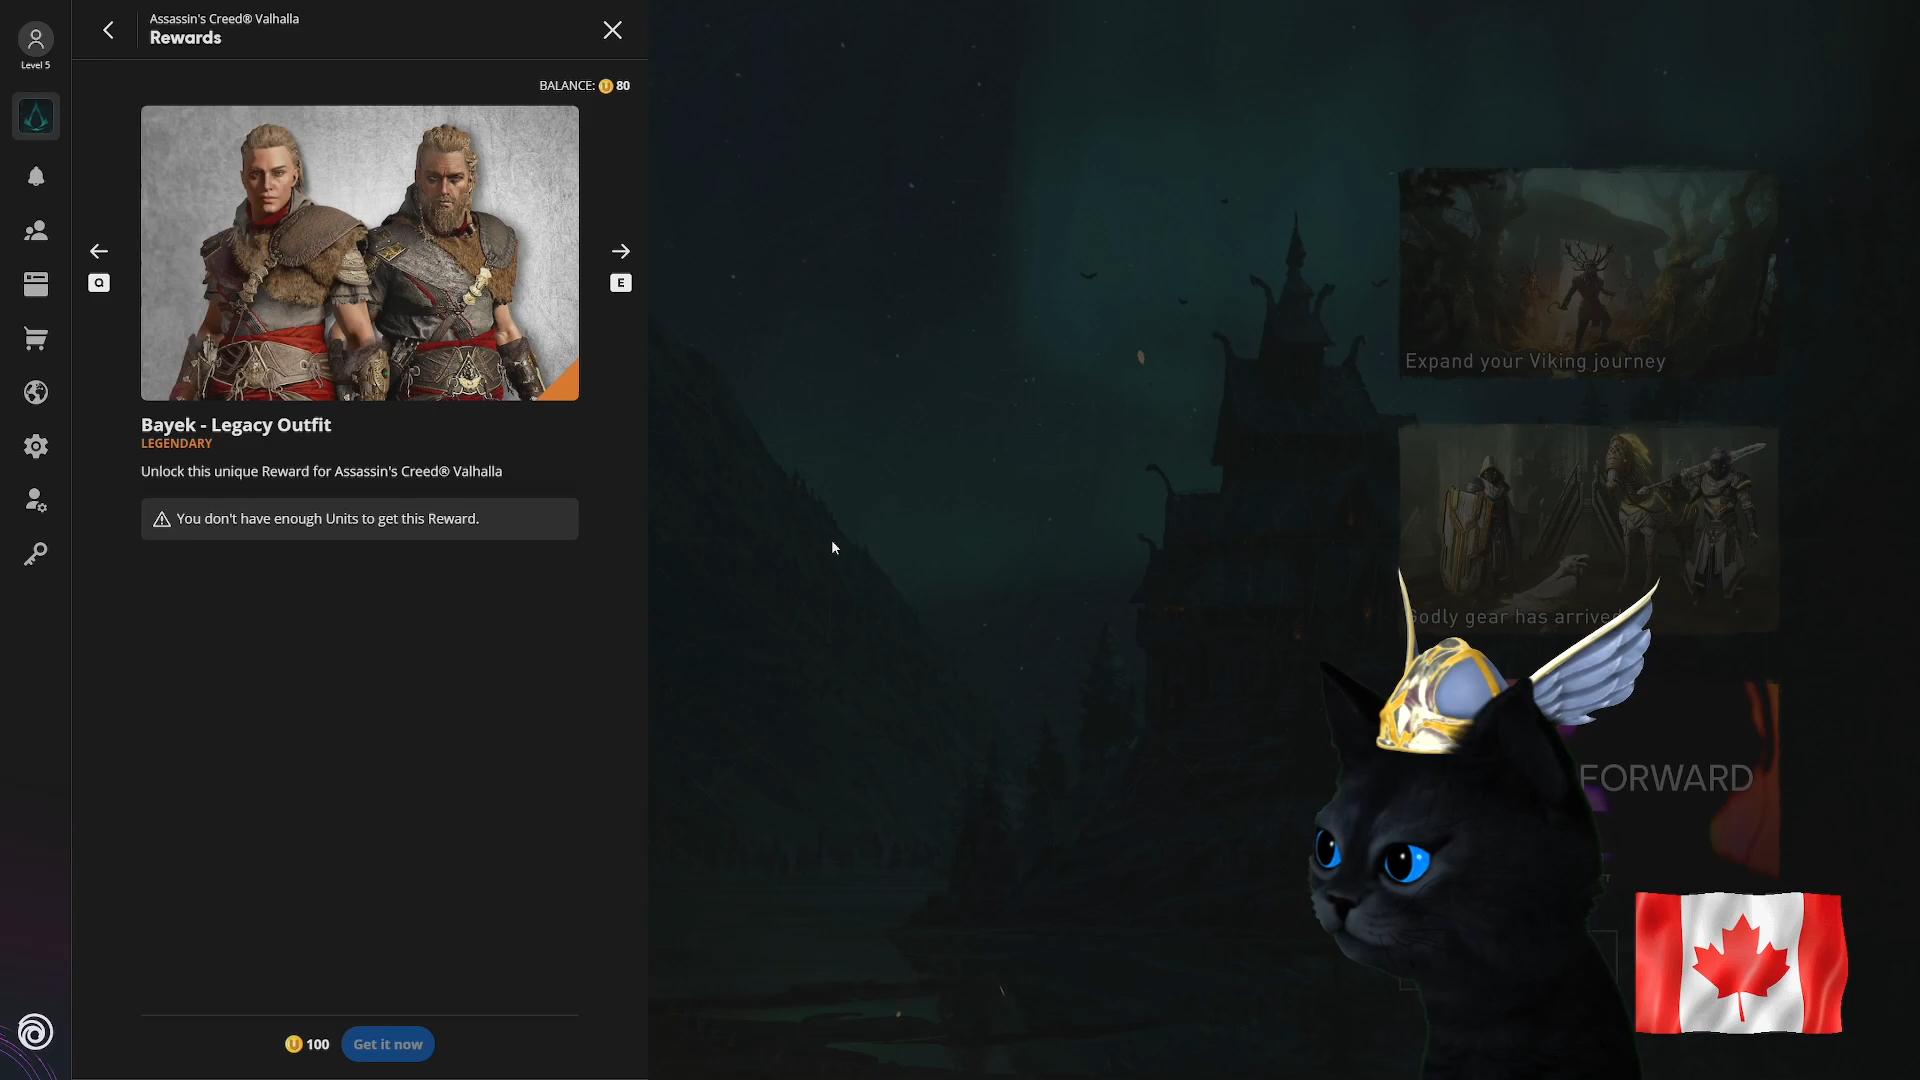 Level 5
Assassin's Creed® Valhalla
Rewards
BALANCE: 80
Q
E
Bayek - Legacy Outfit
LEGENDARY
Unlock this unique Reward for Assassin's Creed® Valhalla
You don't have enough Units to get this Reward.
100
Get it now
Expand your Viking journey
Godly gear has arrived
FORWARD